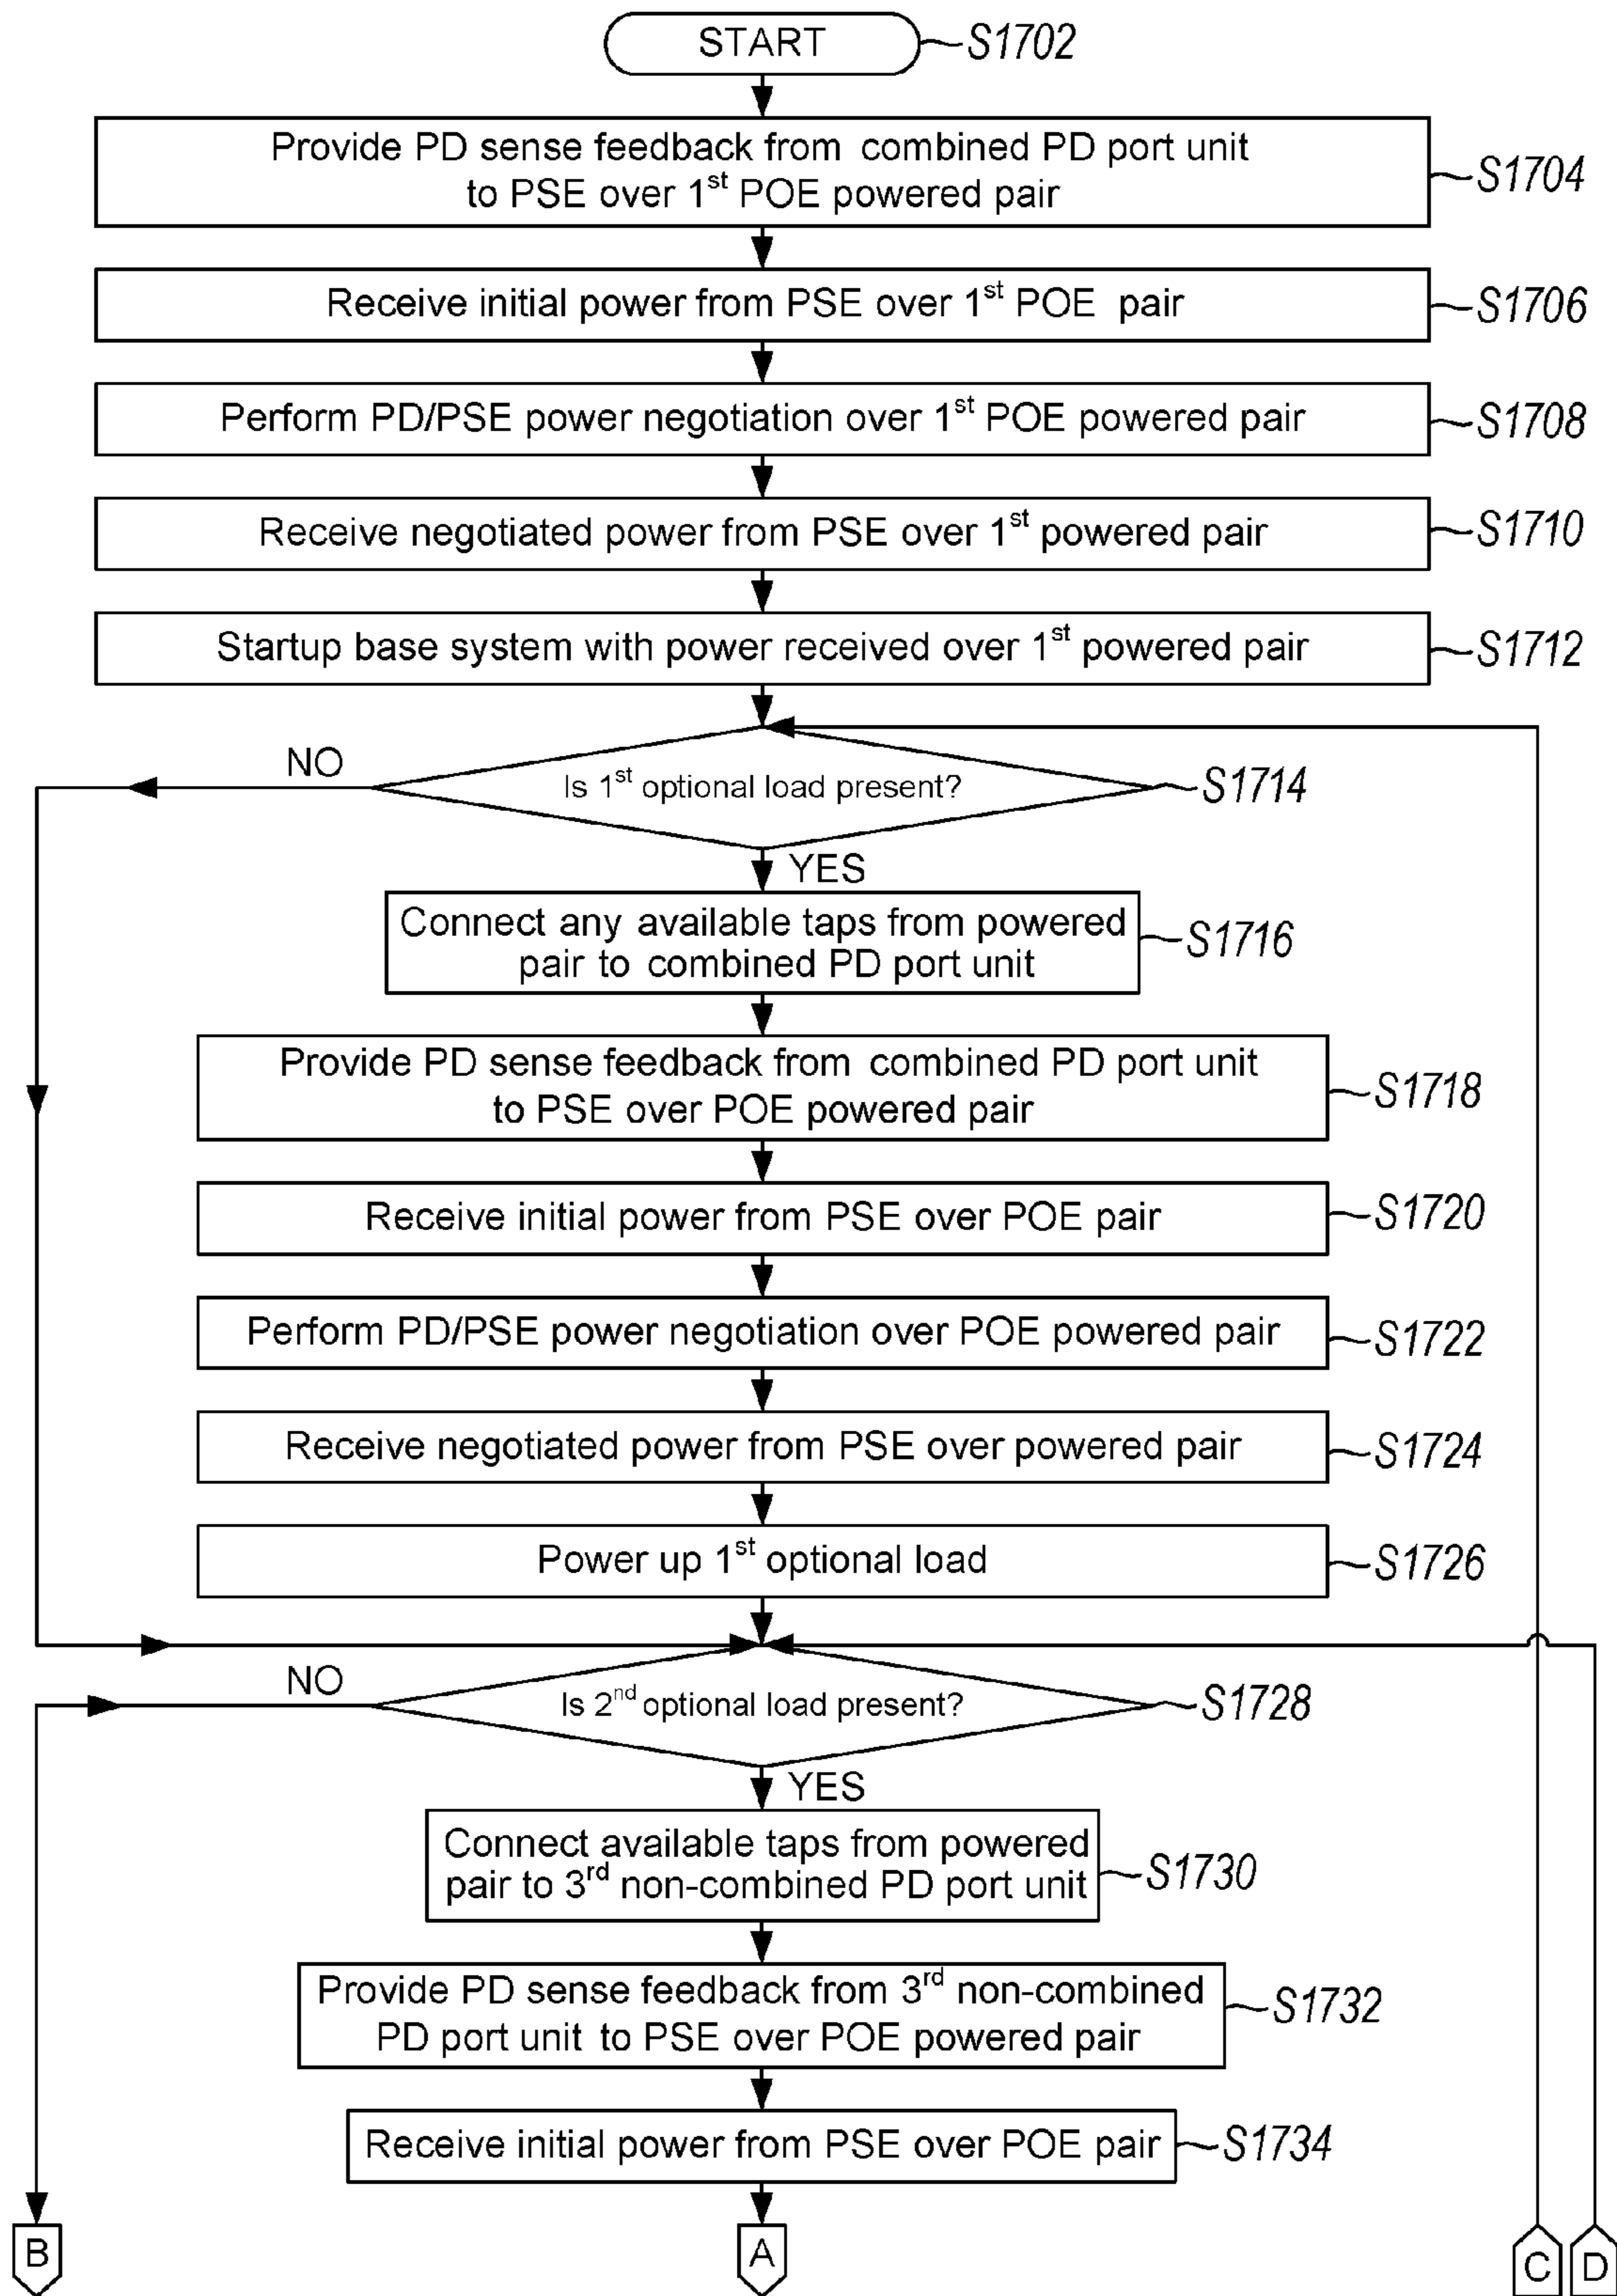 START
S1702
Provide PD sense feedback from combined PD port unit
to PSE over 1st POE powered pair
S1704
Receive initial power from PSE over 1st POE pair
S1706
Perform PD/PSE power negotiation over 1st POE powered pair
S1708
Receive negotiated power from PSE over 1st powered pair
S1710
Startup base system with power received over 1st powered pair
S1712
NO
Is 1st optional load present?
S1714
YES
Connect any available taps from powered
pair to combined PD port unit
S1716
Provide PD sense feedback from combined PD port unit
to PSE over POE powered pair
S1718
Receive initial power from PSE over POE pair
S1720
Perform PD/PSE power negotiation over POE powered pair
S1722
Receive negotiated power from PSE over powered pair
S1724
Power up 1st optional load
S1726
NO
Is 2nd optional load present?
S1728
YES
Connect available taps from powered
pair to 3rd non-combined PD port unit
S1730
Provide PD sense feedback from 3rd non-combined
PD port unit to PSE over POE powered pair
S1732
Receive initial power from PSE over POE pair
S1734
B
A
C
D